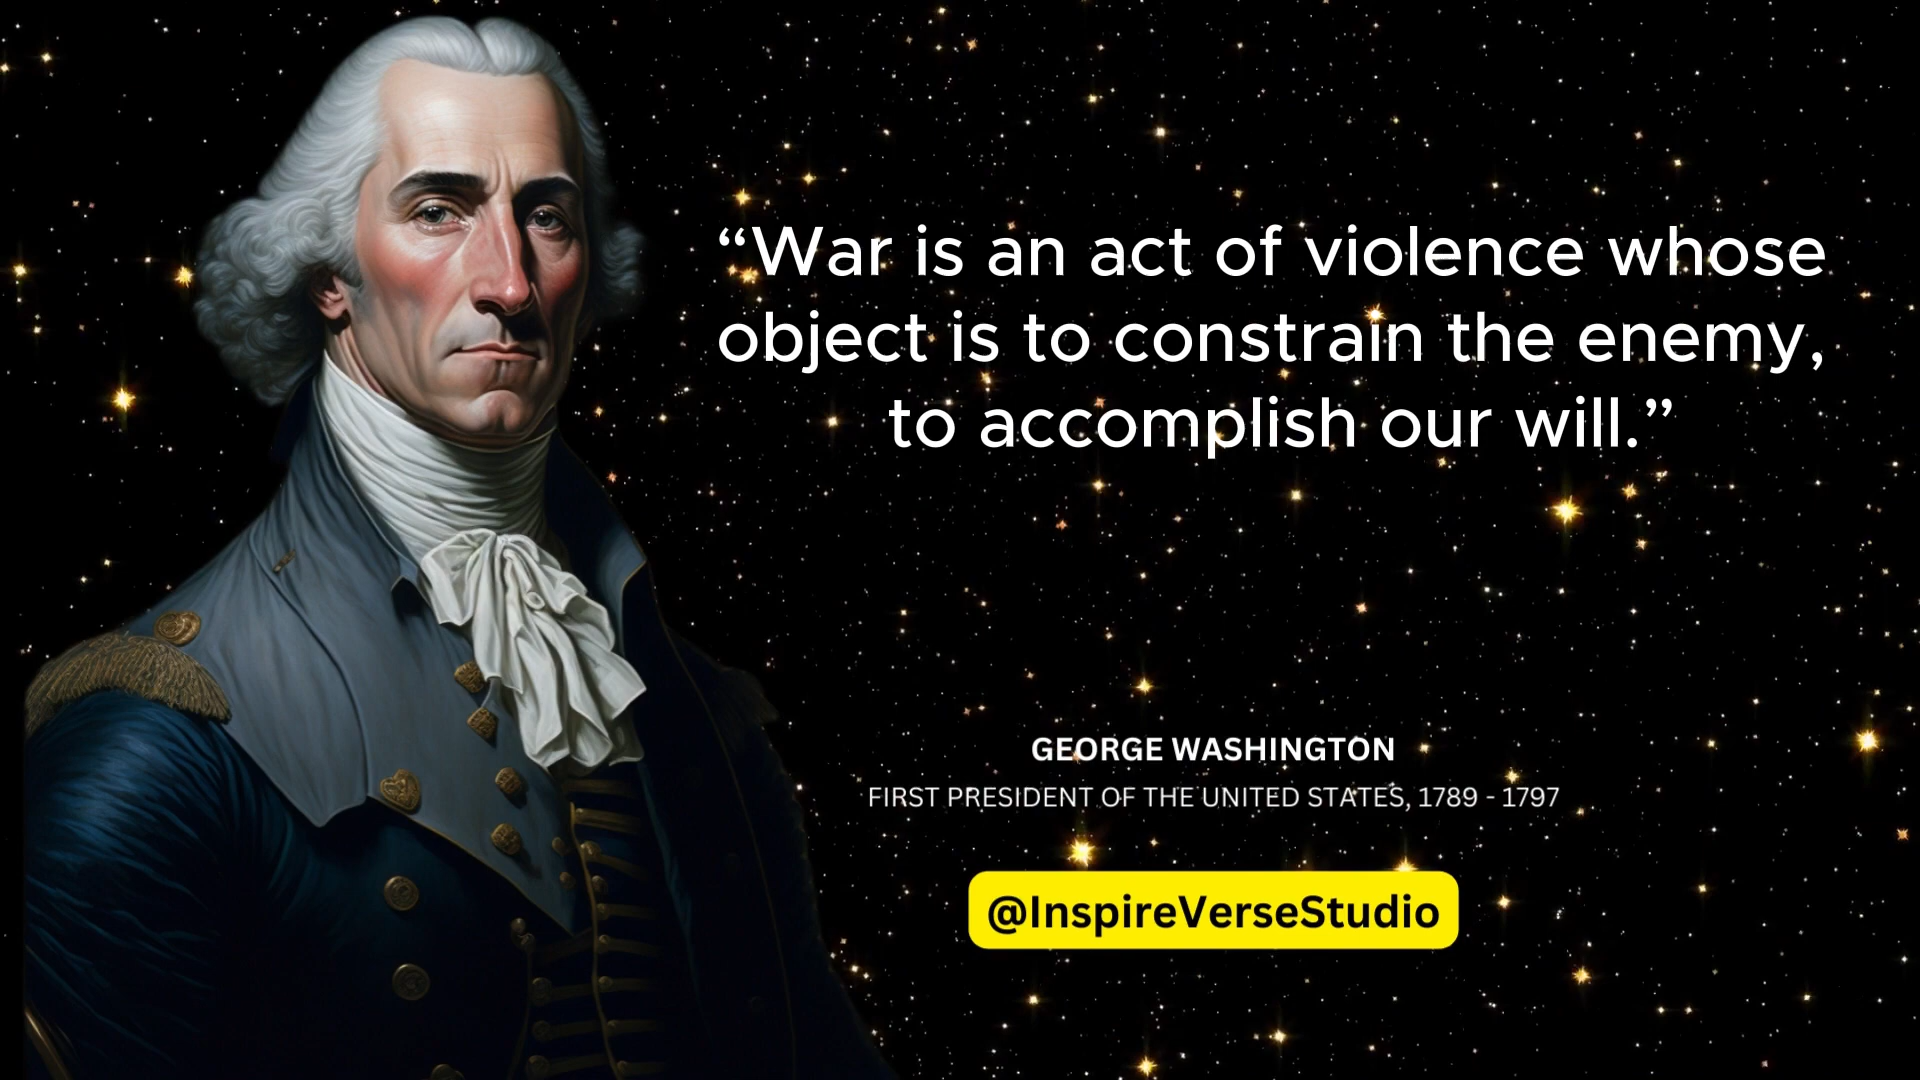 “War is an act of violence whose
object is to constrain the enemy,
to accomplish our will.”
GEORGE WASHINGTON
FIRST PRESIDENT OF THE UNITED STATES, 1789 - 1797
@InspireVerseStudio